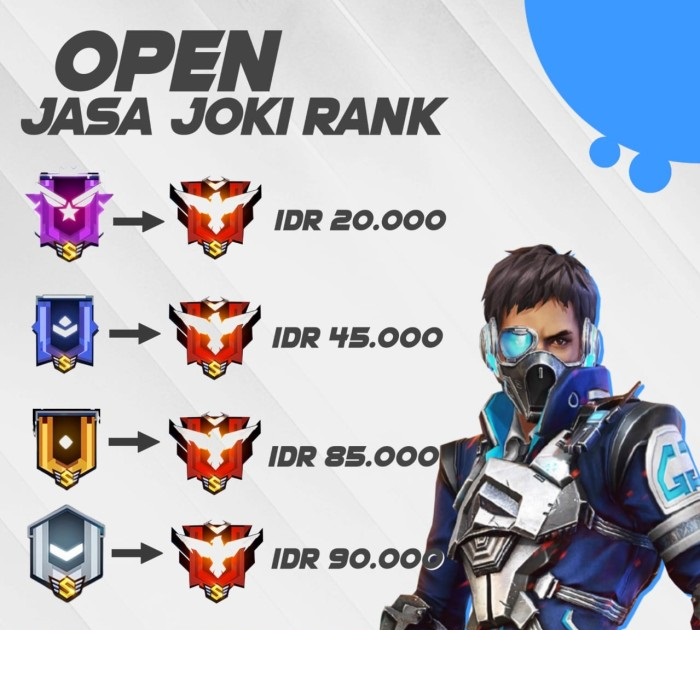 OPEN
JASA JOKI RANK
S S IDR 20.000
S S IDR 45.000
S S IDR 85.000
S S IDR 90.000